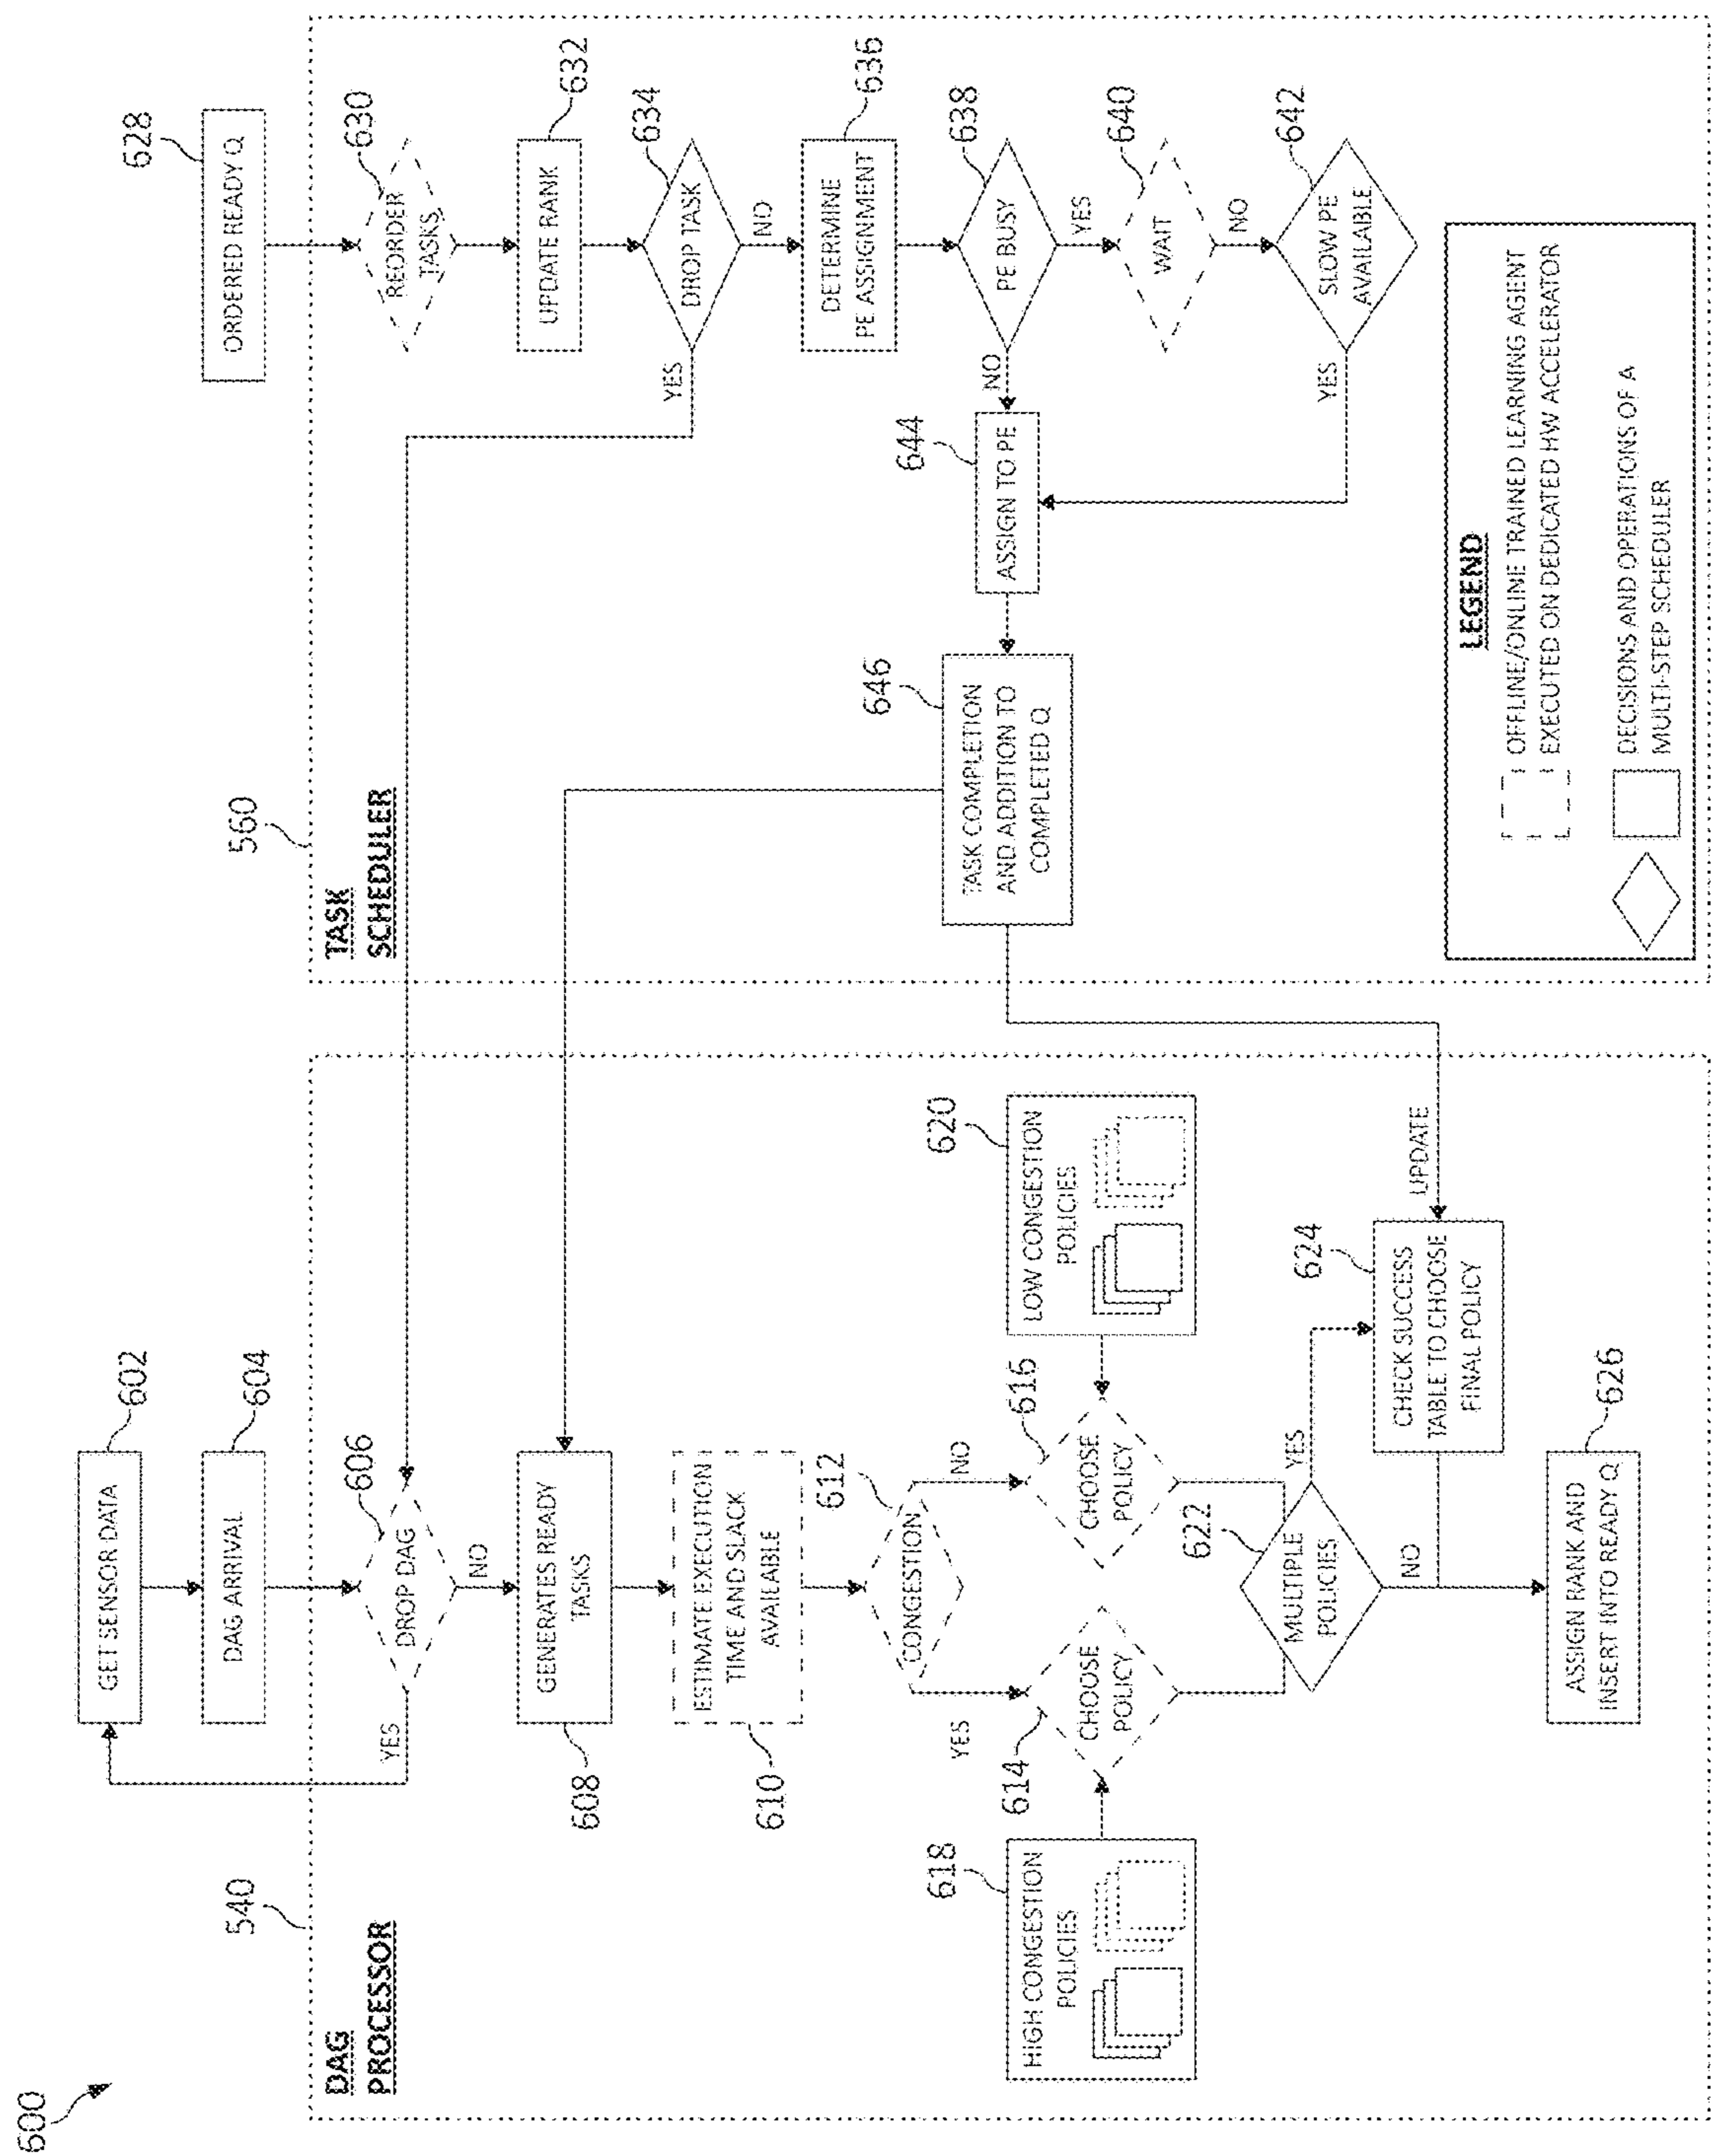 600
DAG
PROCESSOR
540
602
GET SENSOR DATA
604
DAG ARRIVAL
606
DROP DAG
YES
NO
608
GENERATES READY
TASKS
610
ESTIMATE EXECUTION
TIME AND SLACK
AVAILABLE
612
CONGESTION
YES
NO
614
CHOOSE
POLICY
616
CHOOSE
POLICY
618
HIGH CONGESTION
POLICIES
620
LOW CONGESTION
POLICIES
622
MULTIPLE
POLICIES
YES
NO
624
CHECK SUCCESS
TABLE TO CHOOSE
FINAL POLICY
UPDATE
626
ASSIGN RANK AND
INSERT INTO READY Q
TASK
SCHEDULER
560
628
ORDERED READY Q
630
REORDER
TASKS
632
UPDATE RANK
634
DROP TASK
YES
NO
636
DETERMINE
PE ASSIGNMENT
638
PE BUSY
NO
YES
640
WAIT
NO
642
SLOW PE
AVAILABLE
YES
644
ASSIGN TO PE
646
TASK COMPLETION
AND ADDITION TO
COMPLETED Q
LEGEND
OFFLINE/ONLINE TRAINED LEARNING AGENT
EXECUTED ON DEDICATED HW ACCELERATOR
DECISIONS AND OPERATIONS OF A
MULTI-STEP SCHEDULER